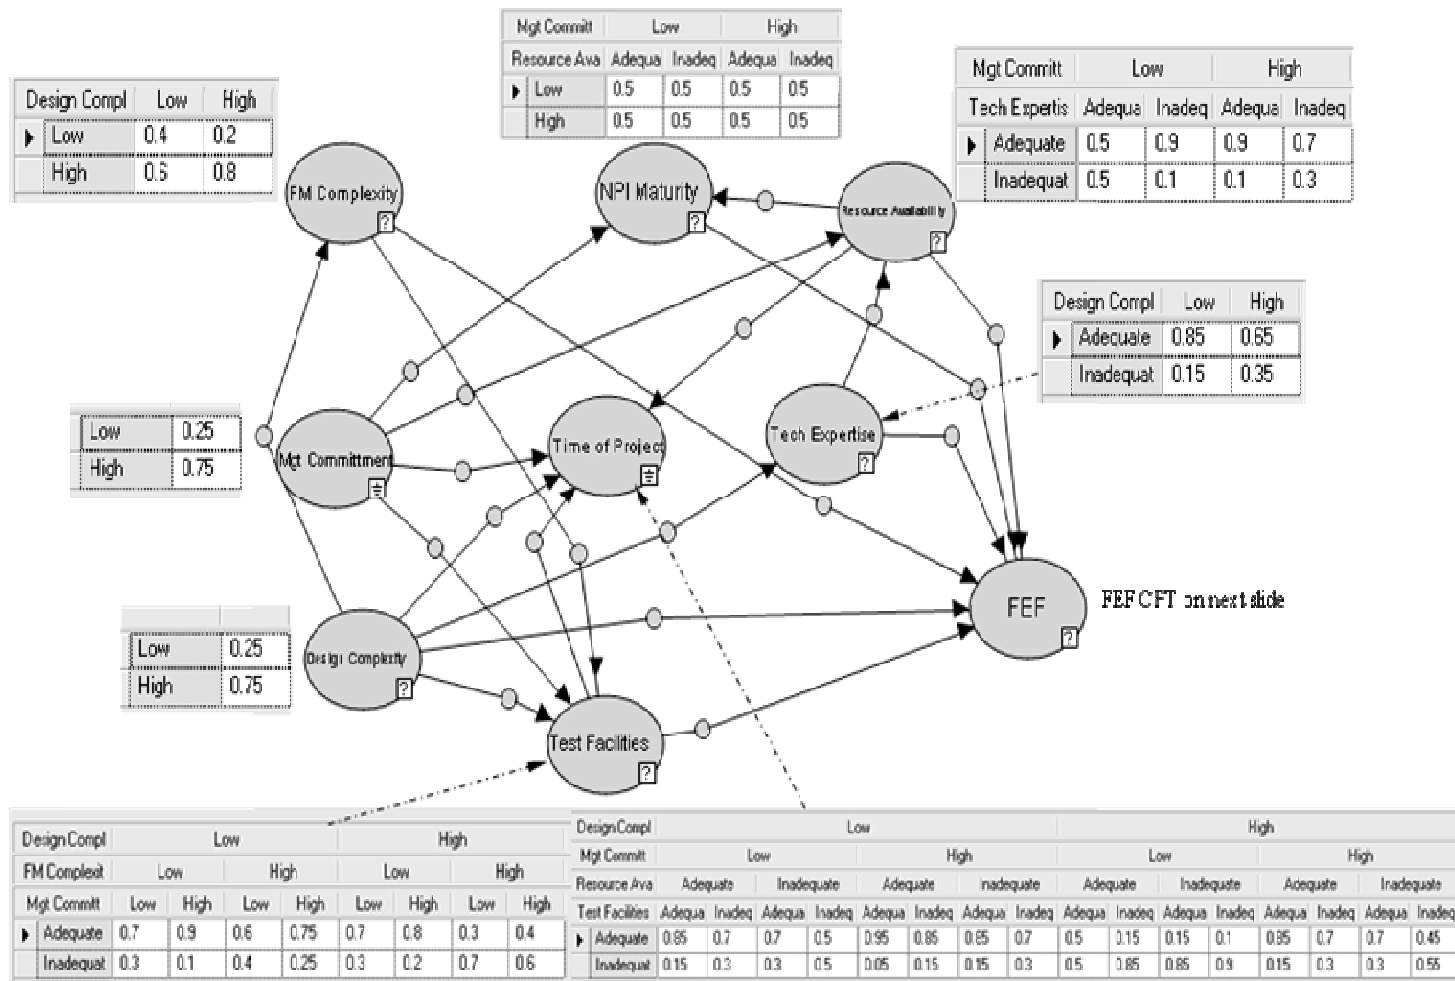 Mgt Committ Low High
Resource Ava Adequa Inadeq Adequa Inadeq
Low 0.5 0.5 0.5 0.5
High 0.5 0.5 0.5 0.5
Mgt Committ Low High
Tech Expertis Adequa Inadeq Adequa Inadeq
Adequate 0.5 0.9 0.9 0.7
Inadequat 0.5 0.1 0.1 0.3
Design Compl Low High
Low 0.4 0.2
High 0.6 0.8
FM Complexity
?
NPI Maturity
?
Resource Availability
?
Design Compl Low High
Adequate 0.85 0.65
Inadequat 0.15 0.35
Low 0.25
High 0.75
Mgt Committment
Time of Project
Tech Expertise
?
Low 0.25
High 0.75
Design Complexity
?
FEF
?
FEF CFT on next slide
Test Facilities
?
Design Compl Low High
FM Complexit Low High Low High
Mgt Committ Low High Low High Low High Low High
Adequate 0.7 0.9 0.6 0.75 0.7 0.8 0.3 0.4
Inadequat 0.3 0.1 0.4 0.25 0.3 0.2 0.7 0.6
Design Compl Low High
Mgt Committ Low High Low High
Resource Ava Adequate Inadequate Adequate Inadequate Adequate Inadequate Adequate Inadequate
Test Facilities Adequa Inadeq Adequa Inadeq Adequa Inadeq Adequa Inadeq Adequa Inadeq Adequa Inadeq Adequa Inadeq Adequa Inadeq
Adequate 0.85 0.7 0.7 0.5 0.95 0.85 0.85 0.7 0.5 0.15 0.15 0.1 0.85 0.7 0.7 0.45
Inadequat 0.15 0.3 0.3 0.5 0.05 0.15 0.15 0.3 0.5 0.85 0.85 0.9 0.15 0.3 0.3 0.55